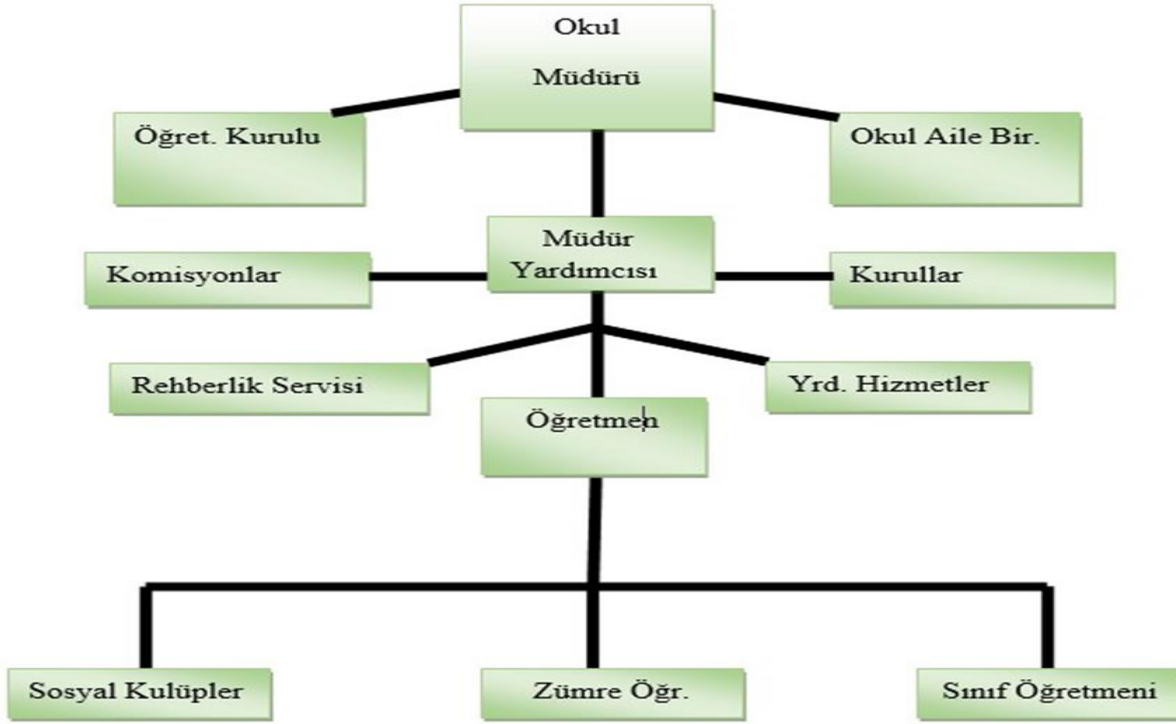 Okul
Müdürü
Öğret. Kurulu
Okul Aile Bir.
Müdür
Yardımcısı
Komisyonlar
Kurullar
Rehberlik Servisi
Yrd. Hizmetler
Öğretmen
Sosyal Kulüpler
Zümre Öğr.
Sınıf Öğretmeni